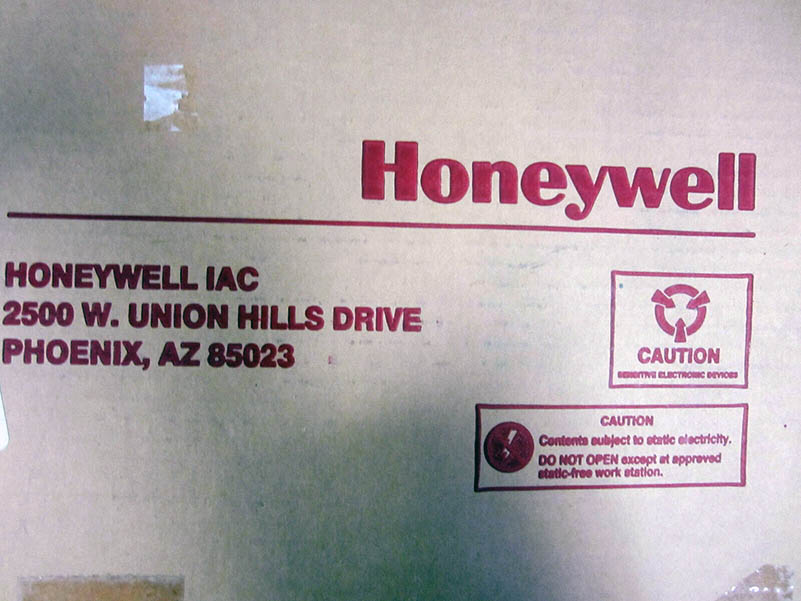 Honeywell
HONEYWELL IAC
2500 W. UNION HILLS DRIVE
PHOENIX, AZ 85023
CAUTION
SENSITIVE ELECTRONIC DEVICES
CAUTION
Contents subject to static electricity.
DO NOT OPEN except at approved
static-free work station.